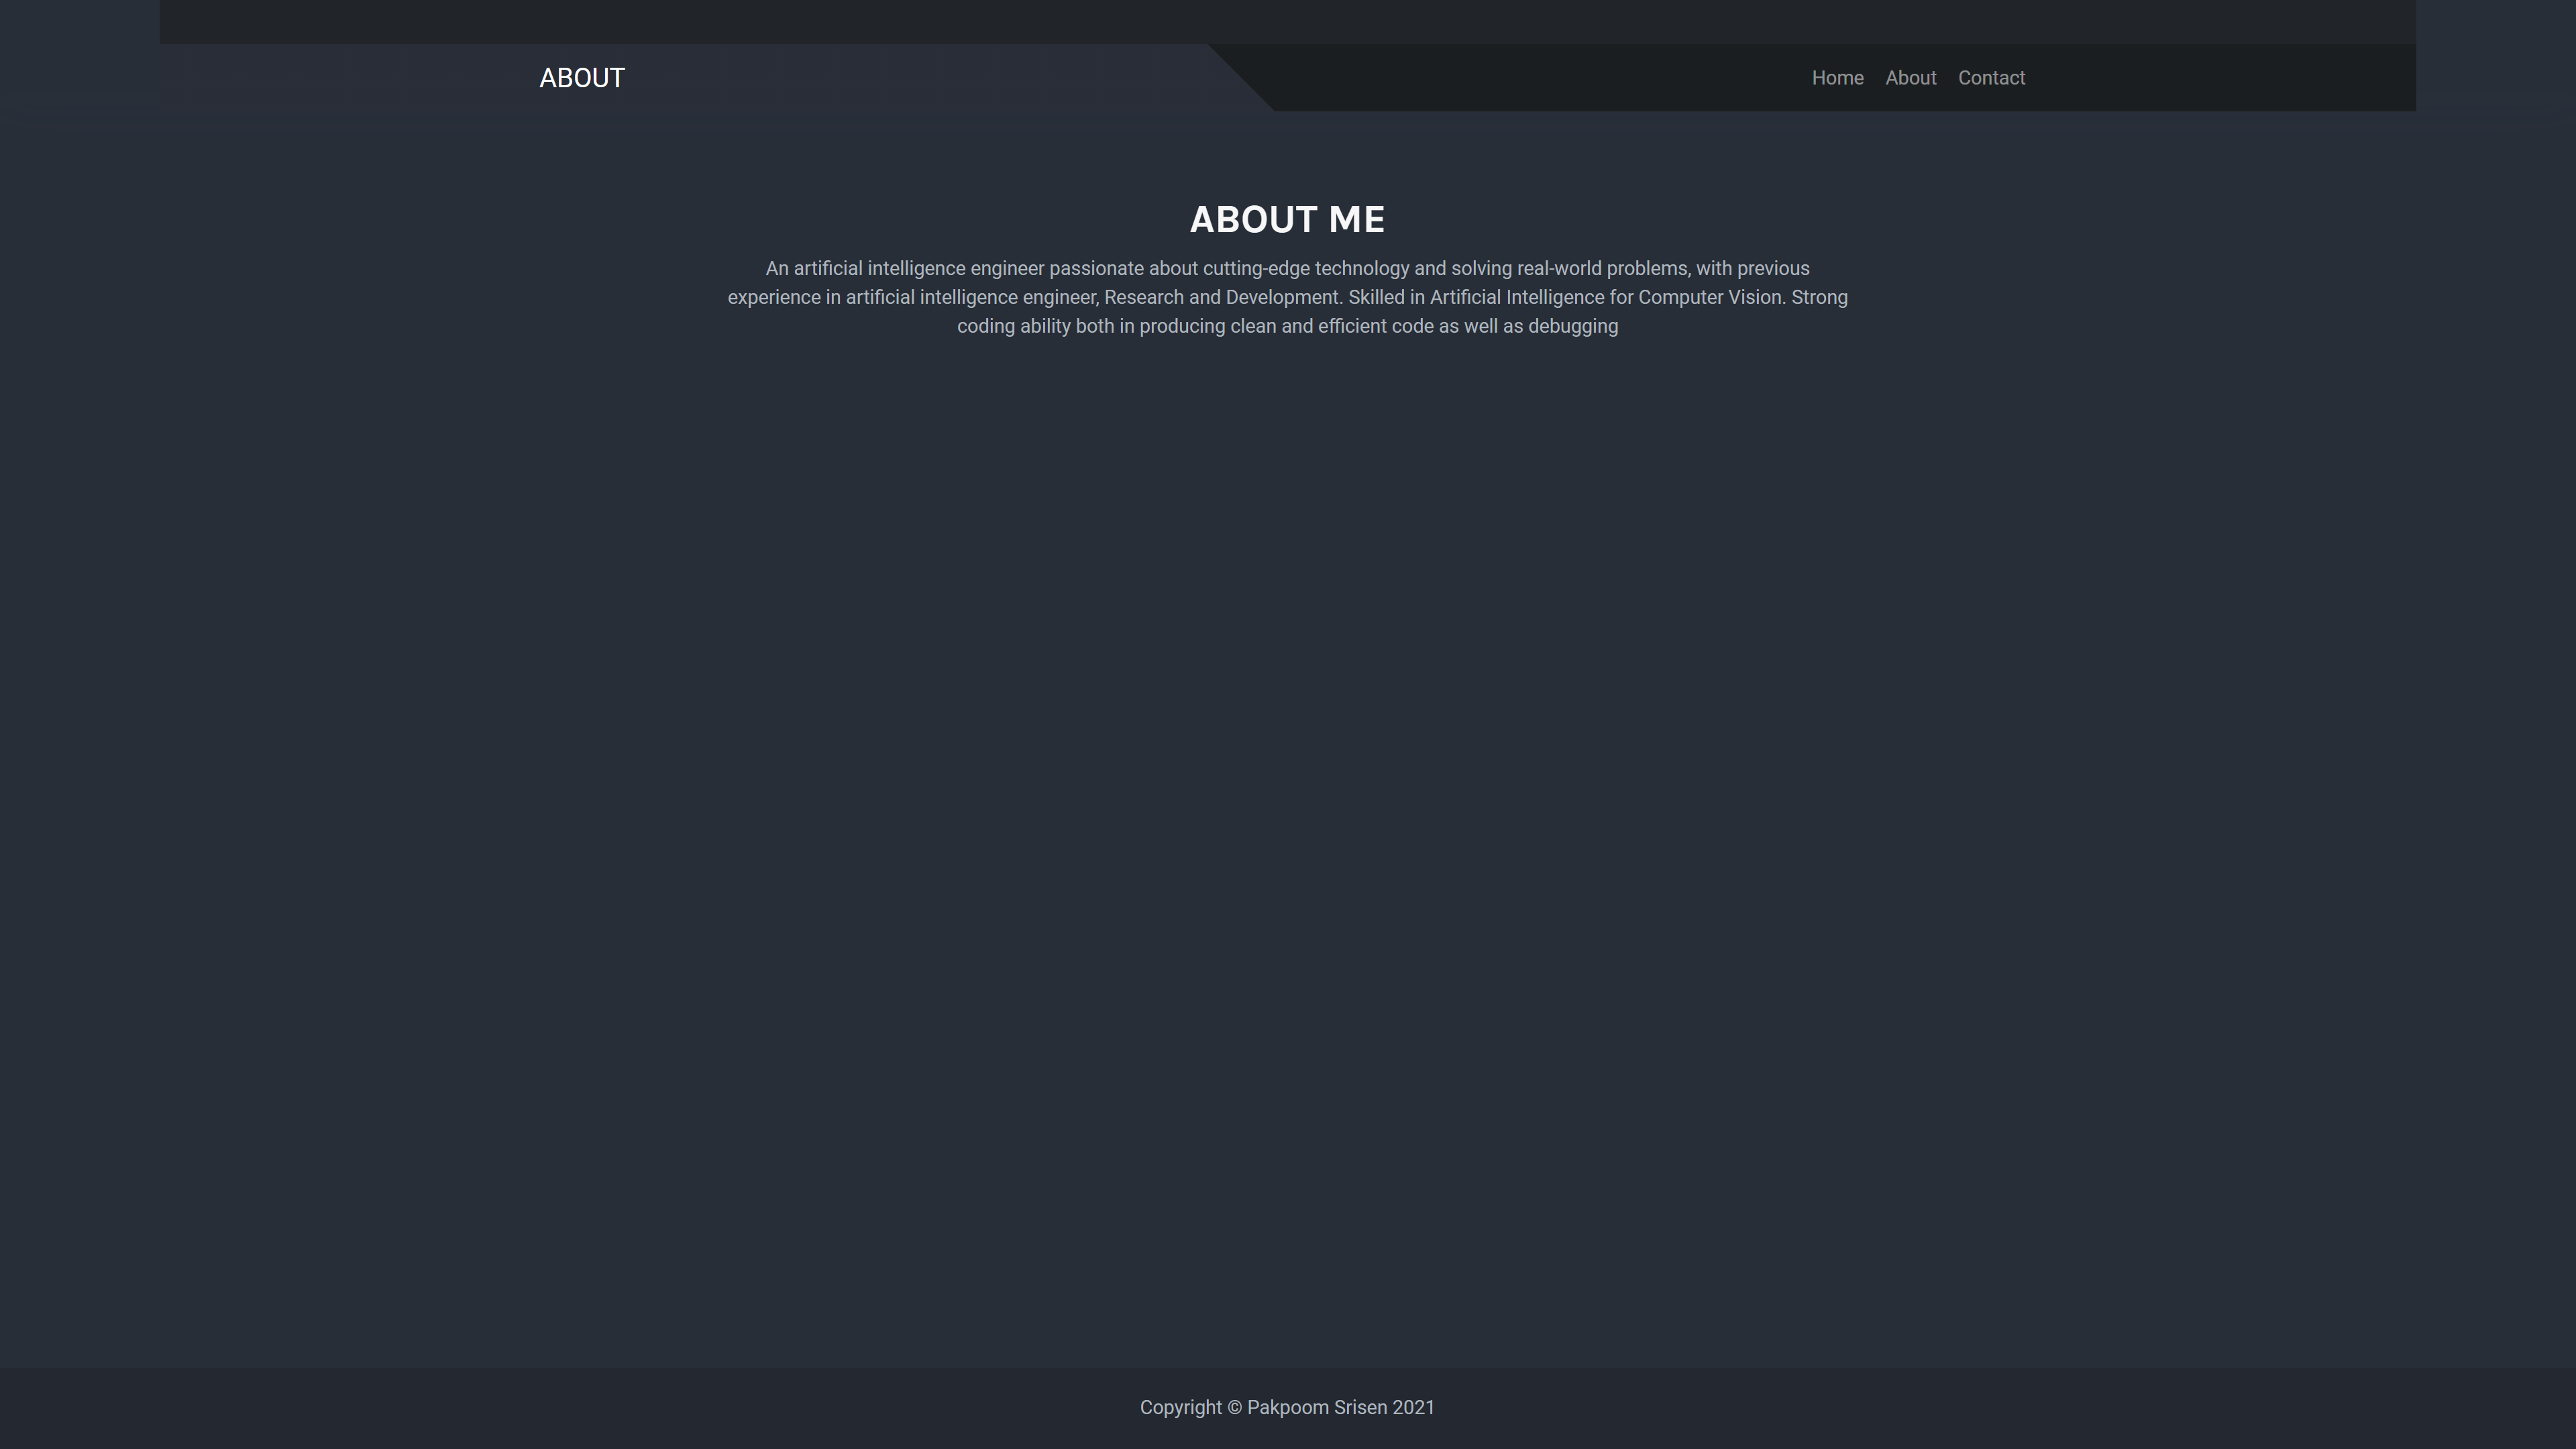 ABOUT
Home About Contact
ABOUT ME
An artificial intelligence engineer passionate about cutting-edge technology and solving real-world problems, with previous
experience in artificial intelligence engineer, Research and Development. Skilled in Artificial Intelligence for Computer Vision. Strong
coding ability both in producing clean and efficient code as well as debugging
Copyright © Pakpoom Srisen 2021